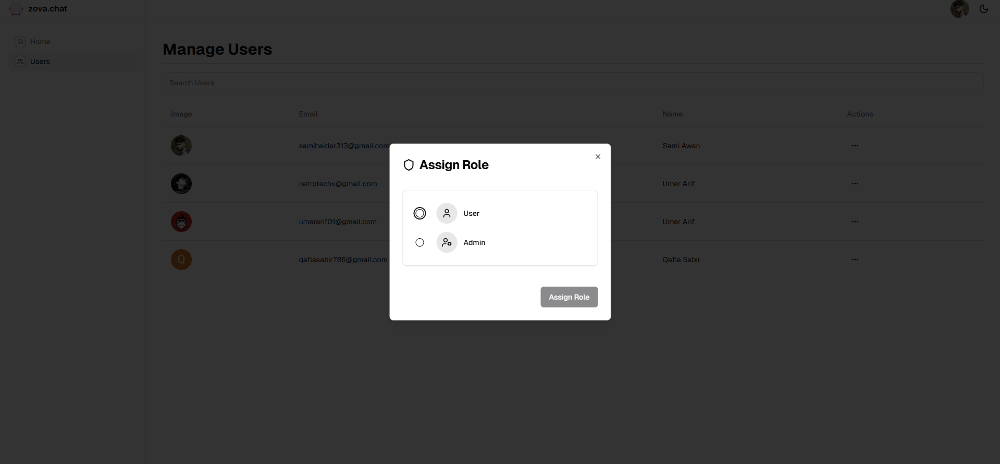 zova.chat
Home
Users
Manage Users
Search Users
Image Email Name Actions
samihaider313@gmail.com Sami Awan
netrotechx@gmail.com Umer Arif
umerarif01@gmail.com Umer Arif
Q qafiasabir786@gmail.com Qafia Sabir
Assign Role
User
Admin
Assign Role